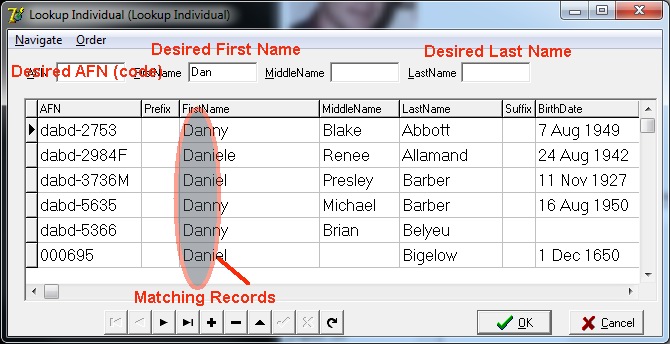 Lookup Individual (Lookup Individual)
Navigate Order
Desired First Name
Desired Last Name
Desired AFN (code)
AFN FirstName Dan MiddleName LastName
AFN Prefix FirstName MiddleName LastName Suffix BirthDate
dabd-2753 Danny Blake Abbott 7 Aug 1949
dabd-2984F Daniele Renee Allamand 24 Aug 1942
dabd-3736M Daniel Presley Barber 11 Nov 1927
dabd-5635 Danny Michael Barber 16 Aug 1950
dabd-5366 Danny Brian Belyeu
000695 Daniel Bigelow 1 Dec 1650
Matching Records
OK Cancel